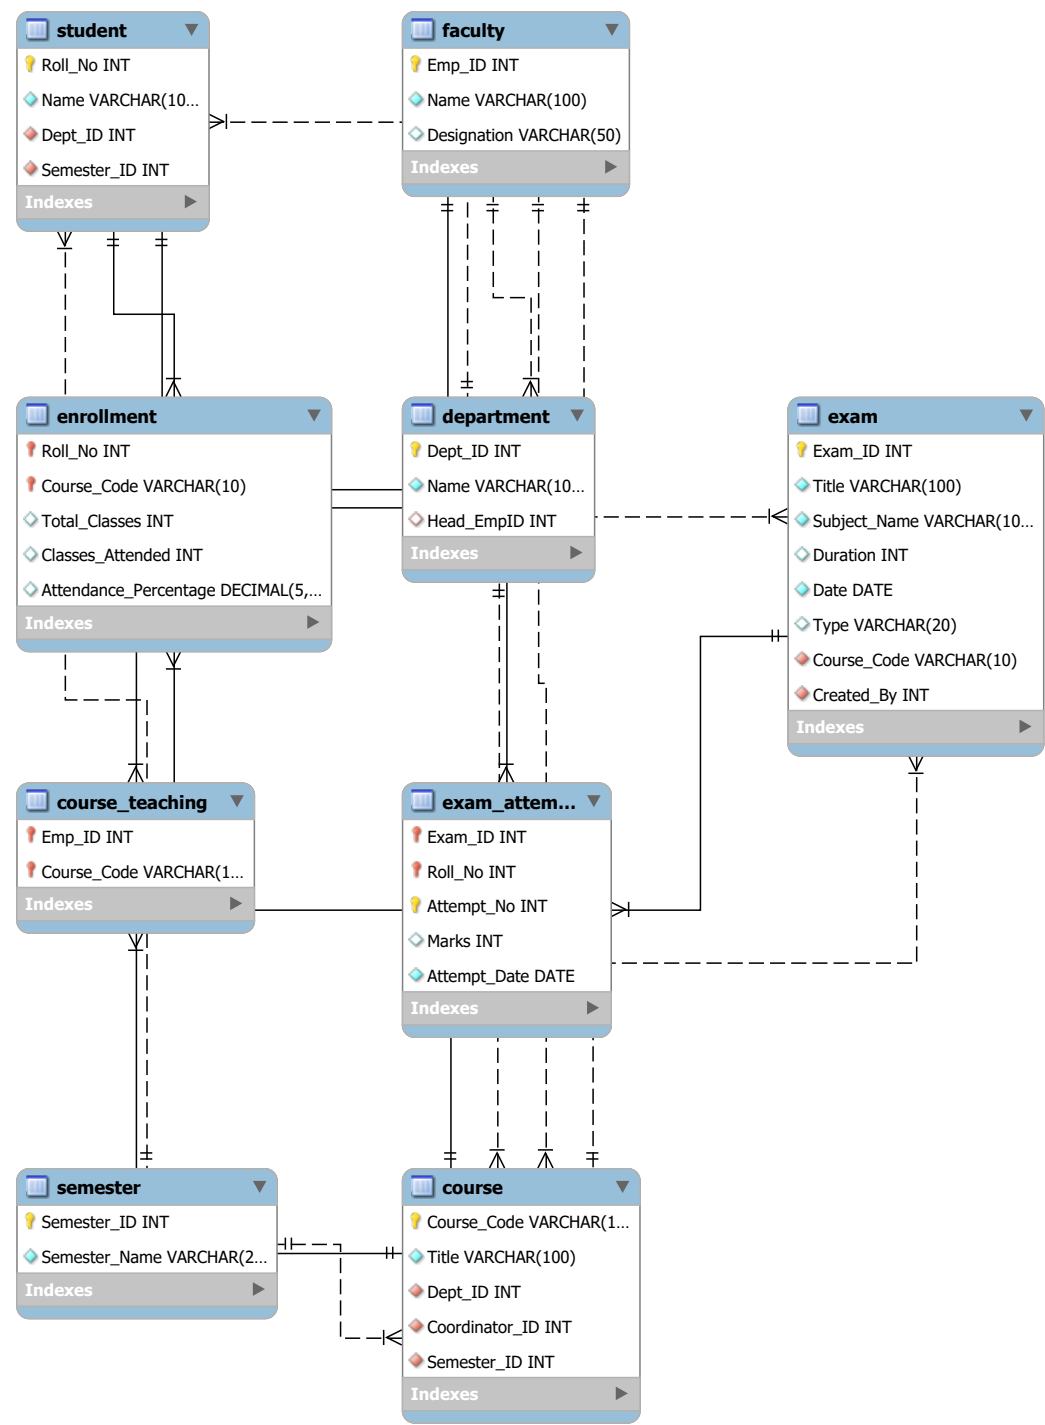 student
Roll_No INT
Name VARCHAR(10...
Dept_ID INT
Semester_ID INT
Indexes
faculty
Emp_ID INT
Name VARCHAR(100)
Designation VARCHAR(50)
Indexes
enrollment
Roll_No INT
Course_Code VARCHAR(10)
Total_Classes INT
Classes_Attended INT
Attendance_Percentage DECIMAL(5,...
Indexes
department
Dept_ID INT
Name VARCHAR(10...
Head_EmpID INT
Indexes
exam
Exam_ID INT
Title VARCHAR(100)
Subject_Name VARCHAR(10...
Duration INT
Date DATE
Type VARCHAR(20)
Course_Code VARCHAR(10)
Created_By INT
Indexes
course_teaching
Emp_ID INT
Course_Code VARCHAR(1...
Indexes
exam_attem...
Exam_ID INT
Roll_No INT
Attempt_No INT
Marks INT
Attempt_Date DATE
Indexes
semester
Semester_ID INT
Semester_Name VARCHAR(2...
Indexes
course
Course_Code VARCHAR(1...
Title VARCHAR(100)
Dept_ID INT
Coordinator_ID INT
Semester_ID INT
Indexes